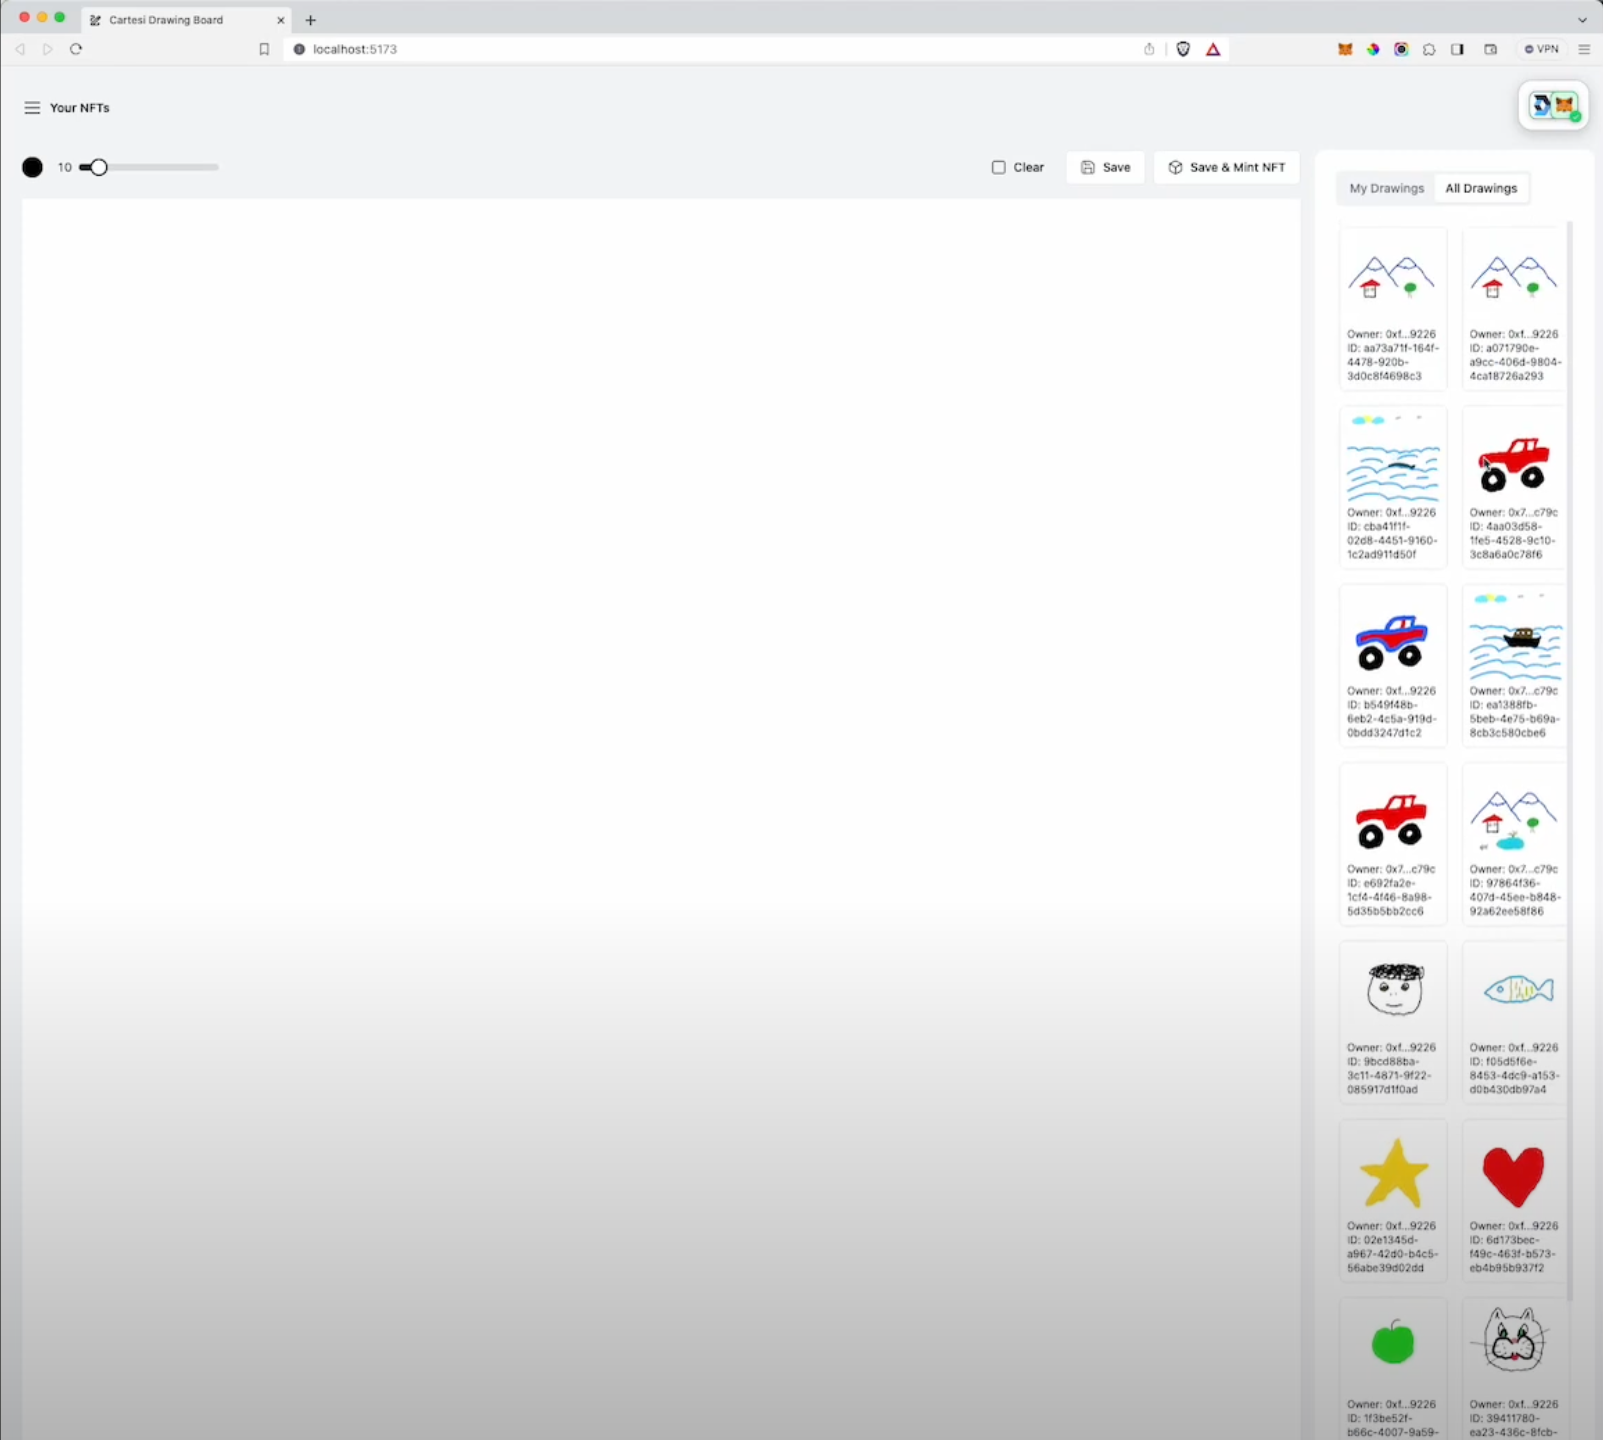 Cartesi Drawing Board
localhost:5173
VPN
Your NFTs
10
Clear
Save
Save & Mint NFT
My Drawings
All Drawings
Owner: 0xf...9226
ID: aa73a71f-164f-
4478-920b-
3d0c8f4698c3
Owner: 0xf...9226
ID: a071790e-
a9cc-406d-9804-
4ca18726a293
Owner: 0xf...9226
ID: cba41f1f-
02d8-4451-9160-
1c2ad911d50f
Owner: 0x7...c79c
ID: 4aa03d58-
1fe5-4528-9c10-
3c8a6a0c78f6
Owner: 0xf...9226
ID: b549f48b-
6eb2-4c5a-919d-
0bdd3247d1c2
Owner: 0x7...c79c
ID: ea1388fb-
5beb-4e75-b69a-
8cb3c580cbe6
Owner: 0x7...c79c
ID: e692fa2e-
1cf4-4f46-8a98-
5d35b5bb2cc6
Owner: 0x7...c79c
ID: 97864f36-
407d-45ee-b848-
92a62ee58f86
Owner: 0xf...9226
ID: 9bcd88ba-
3c11-4871-9f22-
085917d1f0ad
Owner: 0xf...9226
ID: f05d5f6e-
8453-4dc9-a153-
d0b430db97a4
Owner: 0xf...9226
ID: 02e1345d-
a967-42d0-b4c5-
56abe39d02dd
Owner: 0xf...9226
ID: 6d173bec-
f49c-463f-b573-
eb4b95b937f2
Owner: 0xf...9226
ID: 1f3be52f-
b66c-4007-9a59-
Owner: 0xf...9226
ID: 39411780-
ea23-436c-8fcb-